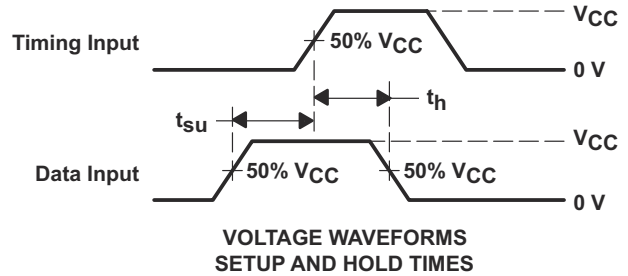 VCC
Timing Input
50% VCC
0 V
th
tsu
VCC
Data Input
50% VCC
50% VCC
0 V
VOLTAGE WAVEFORMS
SETUP AND HOLD TIMES